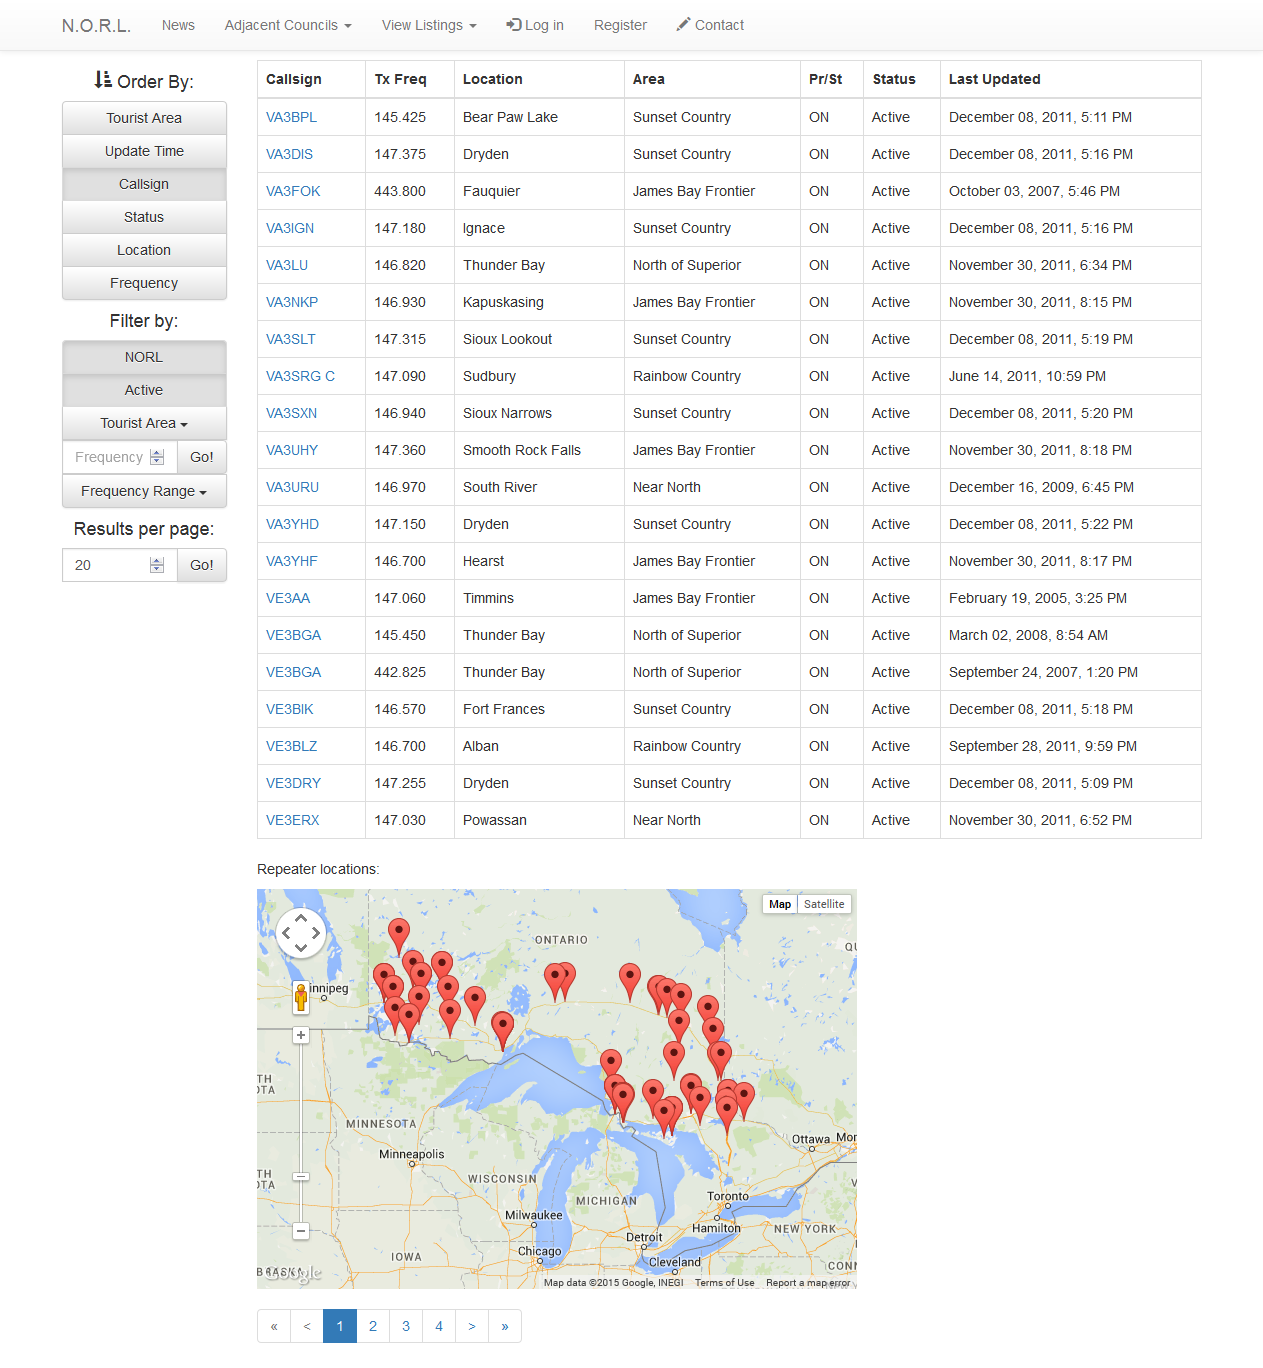 N.O.R.L. News Adjacent Councils View Listings Log in Register Contact
Order By:
Tourist Area
Update Time
Callsign
Status
Location
Frequency
Filter by:
NORL
Active
Tourist Area
Frequency Go!
Frequency Range
Results per page:
20 Go!
Callsign Tx Freq Location Area Pr/St Status Last Updated
VA3BPL 145.425 Bear Paw Lake Sunset Country ON Active December 08, 2011, 5:11 PM
VA3DIS 147.375 Dryden Sunset Country ON Active December 08, 2011, 5:16 PM
VA3FOK 443.800 Fauquier James Bay Frontier ON Active October 03, 2007, 5:46 PM
VA3IGN 147.180 Ignace Sunset Country ON Active December 08, 2011, 5:16 PM
VA3LU 146.820 Thunder Bay North of Superior ON Active November 30, 2011, 6:34 PM
VA3NKP 146.930 Kapuskasing James Bay Frontier ON Active November 30, 2011, 8:15 PM
VA3SLT 147.315 Sioux Lookout Sunset Country ON Active December 08, 2011, 5:19 PM
VA3SRG C 147.090 Sudbury Rainbow Country ON Active June 14, 2011, 10:59 PM
VA3SXN 146.940 Sioux Narrows Sunset Country ON Active December 08, 2011, 5:20 PM
VA3UHY 147.360 Smooth Rock Falls James Bay Frontier ON Active November 30, 2011, 8:18 PM
VA3URU 146.970 South River Near North ON Active December 16, 2009, 6:45 PM
VA3YHD 147.150 Dryden Sunset Country ON Active December 08, 2011, 5:22 PM
VA3YHF 146.700 Hearst James Bay Frontier ON Active November 30, 2011, 8:17 PM
VE3AA 147.060 Timmins James Bay Frontier ON Active February 19, 2005, 3:25 PM
VE3BGA 145.450 Thunder Bay North of Superior ON Active March 02, 2008, 8:54 AM
VE3BGA 442.825 Thunder Bay North of Superior ON Active September 24, 2007, 1:20 PM
VE3BIK 146.570 Fort Frances Sunset Country ON Active December 08, 2011, 5:18 PM
VE3BLZ 146.700 Alban Rainbow Country ON Active September 28, 2011, 9:59 PM
VE3DRY 147.255 Dryden Sunset Country ON Active December 08, 2011, 5:09 PM
VE3ERX 147.030 Powassan Near North ON Active November 30, 2011, 6:52 PM
Repeater locations:
Map Satellite
ONTARIO
QU
nnipeg
TH
OTA
MINNESOTA
Ottawa Mor
Minneapolis
TH
OTA
WISCONSIN
V
MICHIGAN
Toronto
Milwaukee
Hamilton NEW YORK
Detroit
Chicago
IOWA
Cleveland
CONN
BRASKA
Google
NEW YORK
Map data ©2015 Google, INEGI Terms of Use Report a map error
« < 1 2 3 4 > »